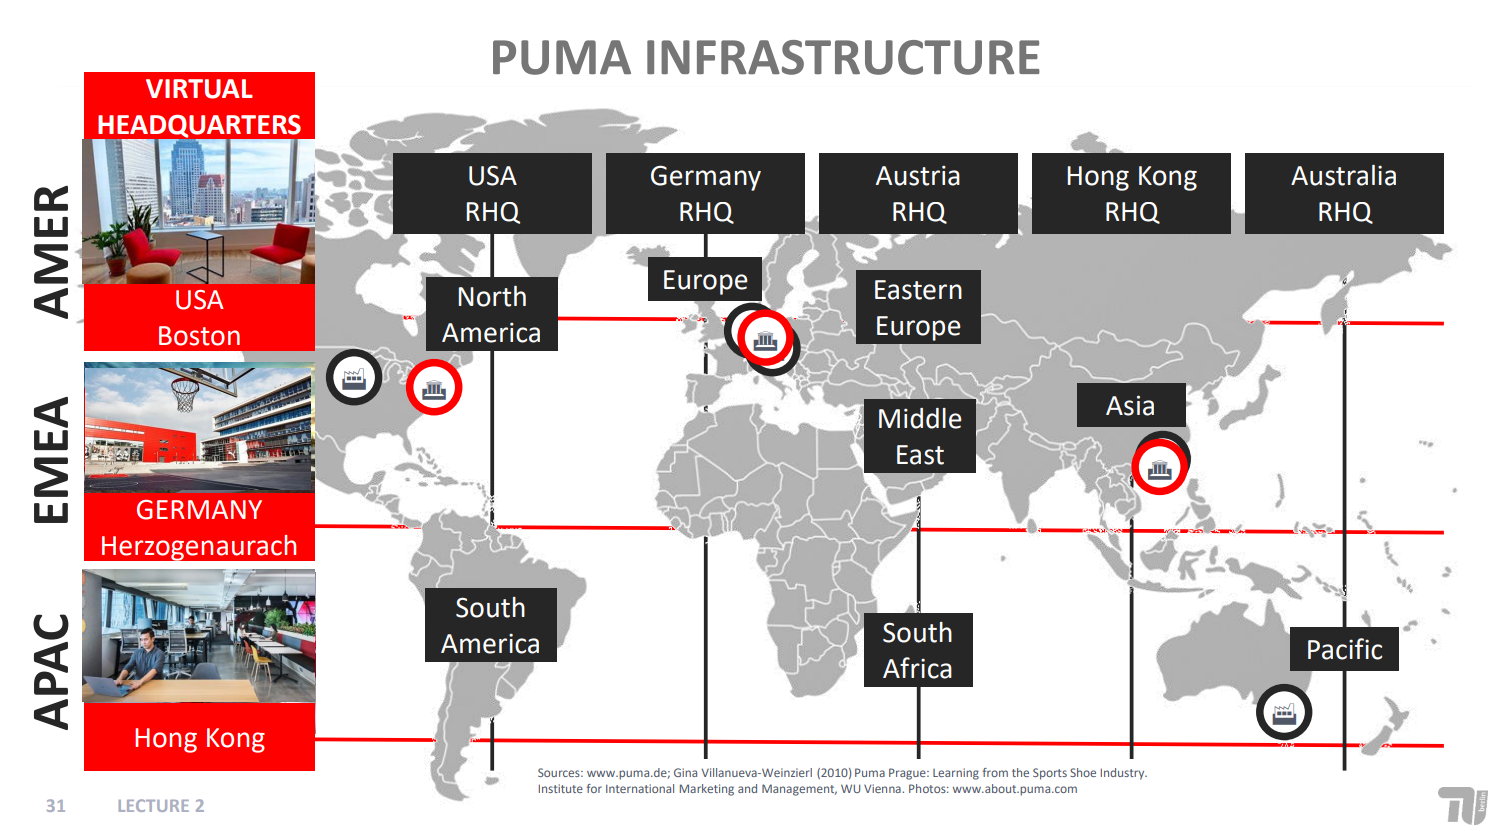 PUMA INFRASTRUCTURE
VIRTUAL
HEADQUARTERS
AMER
USA
Boston
EMEA
GERMANY
Herzogenaurach
APAC
Hong Kong
USA
RHQ
Germany
RHQ
Austria
RHQ
Hong Kong
RHQ
Australia
RHQ
North
America
Europe
Eastern
Europe
Middle
East
Asia
South
America
South
Africa
Pacific
Sources: www.puma.de; Gina Villanueva-Weinzierl (2010) Puma Prague: Learning from the Sports Shoe Industry.
Institute for International Marketing and Management, WU Vienna. Photos: www.about.puma.com
31 LECTURE 2
berlin